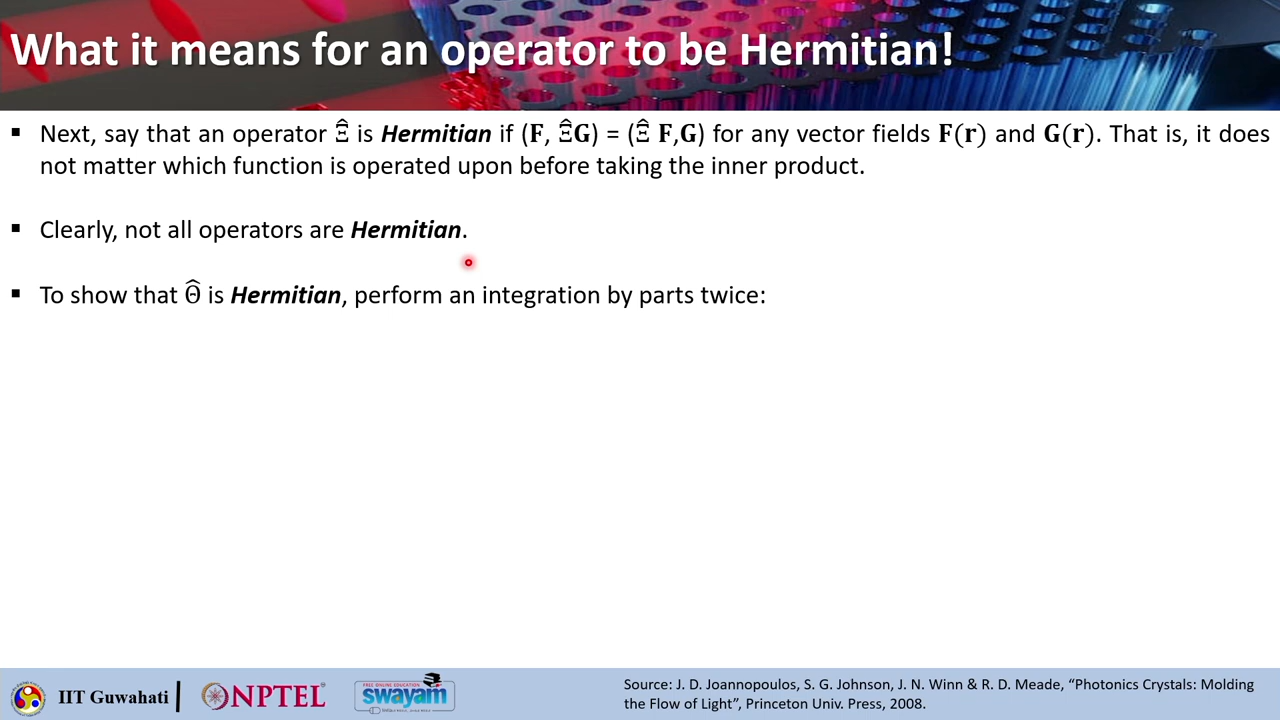 What it means for an operator to be Hermitian!
▪ Next, say that an operator Ξ̂ is Hermitian if (𝐅, Ξ̂𝐆) = (Ξ̂ 𝐅,𝐆) for any vector fields 𝐅(𝐫) and 𝐆(𝐫). That is, it does
not matter which function is operated upon before taking the inner product.
▪ Clearly, not all operators are Hermitian.
▪ To show that Θ̂ is Hermitian, perform an integration by parts twice:
IIT Guwahati
NPTEL
FREE ONLINE EDUCATION
swayam
Source: J. D. Joannopoulos, S. G. Johnson, J. N. Winn & R. D. Meade, “Photonics Crystals: Molding
the Flow of Light”, Princeton Univ. Press, 2008.